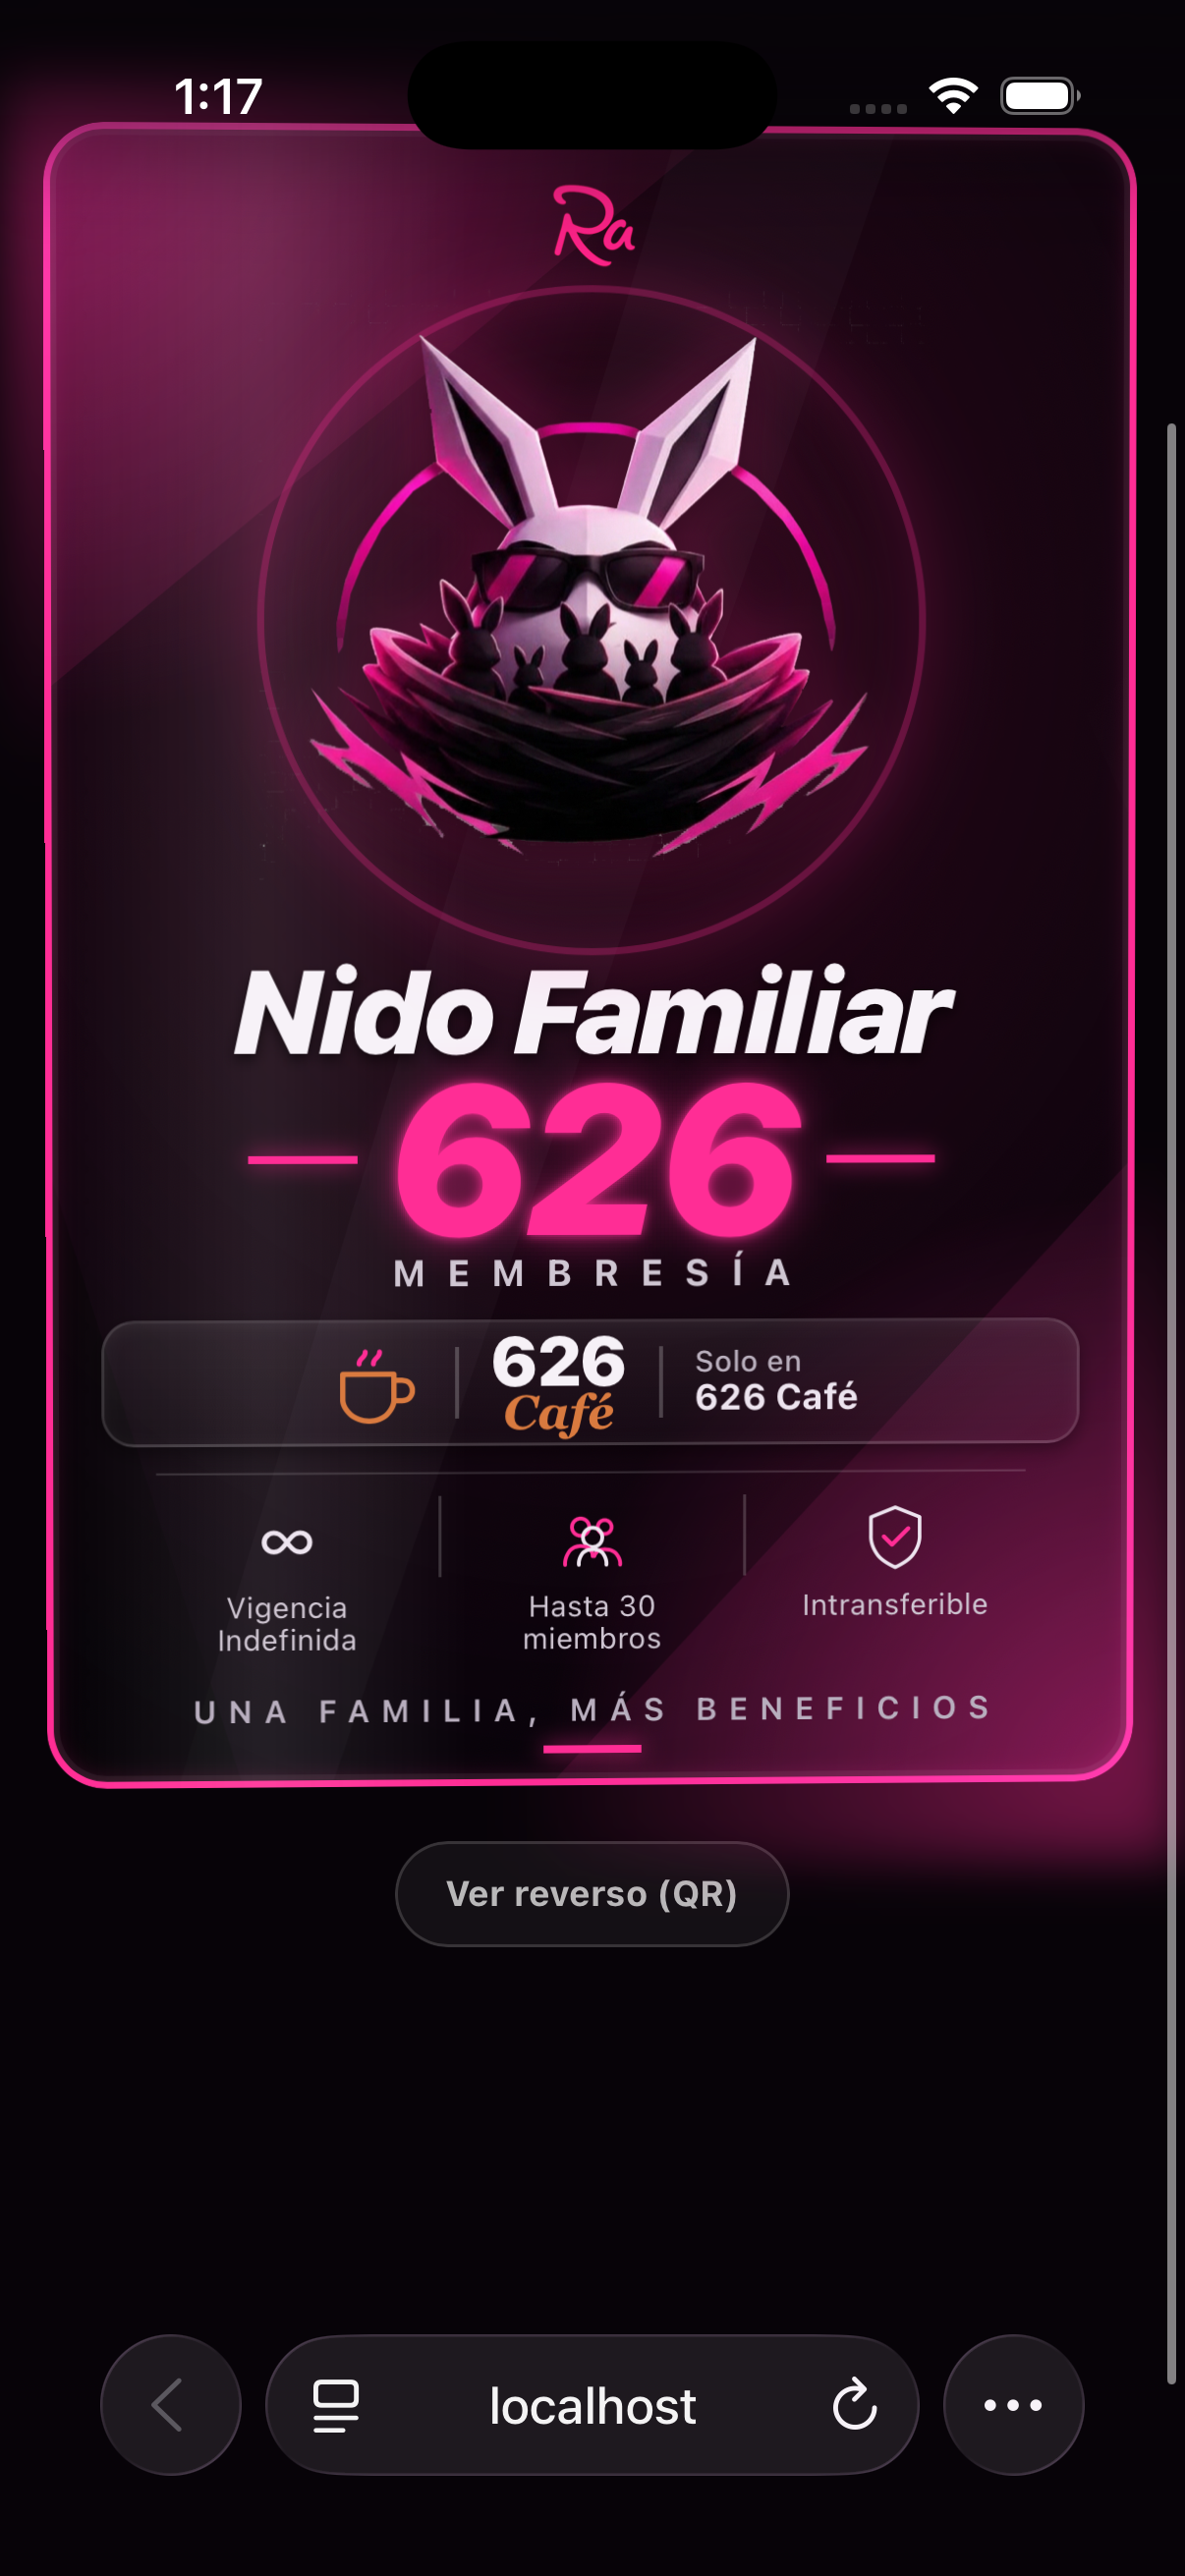 1:17
Ra
Nido Familiar
626
MEMBRESÍA
626
Café
Solo en
626 Café
Vigencia
Indefinida
Hasta 30
miembros
Intransferible
UNA FAMILIA, MÁS BENEFICIOS
Ver reverso (QR)
localhost